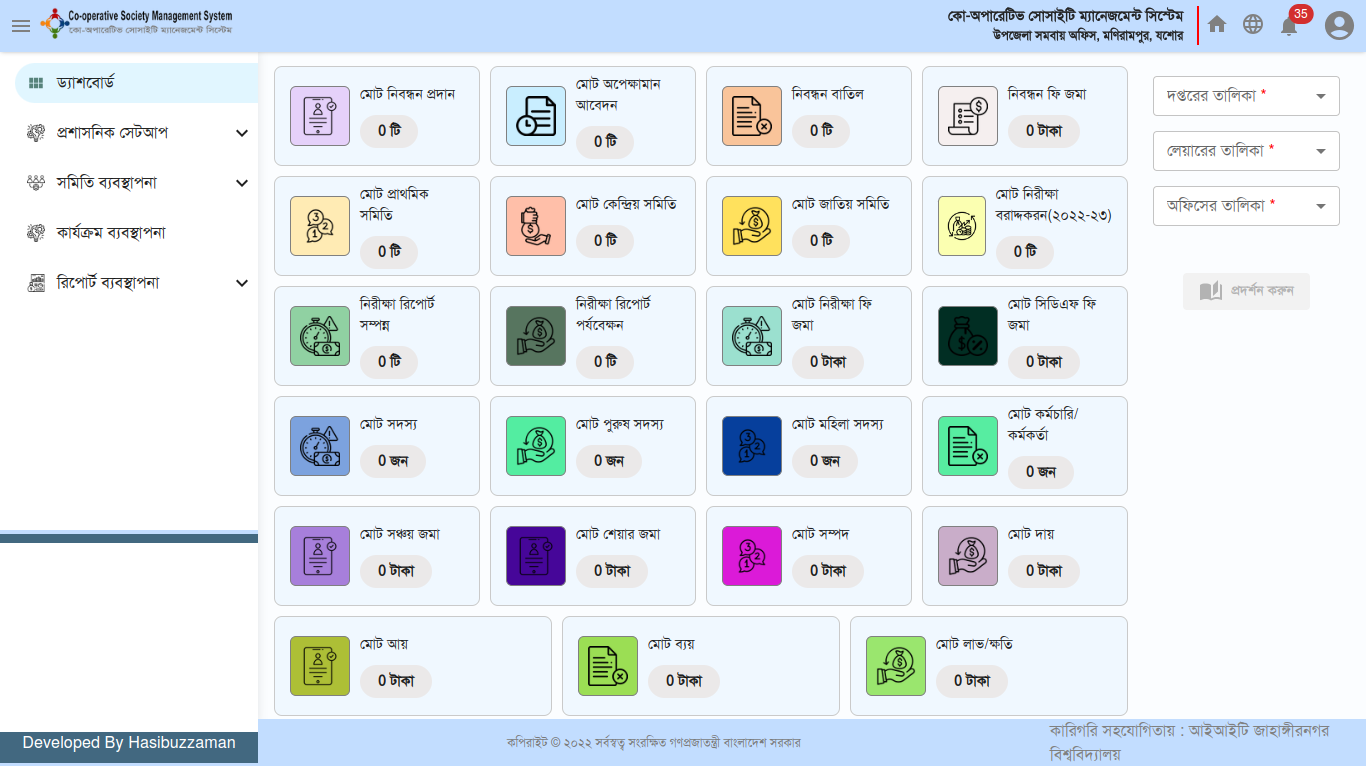 Co-operative Society Management System
কো-অপারেটিভ সোসাইটি ম্যানেজমেন্ট সিস্টেম
কো-অপারেটিভ সোসাইটি ম্যানেজমেন্ট সিস্টেম
উপজেলা সমবায় অফিস, মণিরামপুর, যশোর
35
ড্যাশবোর্ড
প্রশাসনিক সেটআপ
সমিতি ব্যবস্থাপনা
কার্যক্রম ব্যবস্থাপনা
রিপোর্ট ব্যবস্থাপনা
Developed By Hasibuzzaman
মোট নিবন্ধন প্রদান
0 টি
মোট অপেক্ষামান
আবেদন
0 টি
নিবন্ধন বাতিল
0 টি
নিবন্ধন ফি জমা
0 টাকা
মোট প্রাথমিক
সমিতি
0 টি
মোট কেন্দ্রিয় সমিতি
0 টি
মোট জাতিয় সমিতি
0 টি
মোট নিরীক্ষা
বরাদ্দকরন(২০২২-২৩)
0 টি
নিরীক্ষা রিপোর্ট
সম্পন্ন
0 টি
নিরীক্ষা রিপোর্ট
পর্যবেক্ষন
0 টি
মোট নিরীক্ষা ফি
জমা
0 টাকা
মোট সিডিএফ ফি
জমা
0 টাকা
মোট সদস্য
0 জন
মোট পুরুষ সদস্য
0 জন
মোট মহিলা সদস্য
0 জন
মোট কর্মচারি/
কর্মকর্তা
0 জন
মোট সঞ্চয় জমা
0 টাকা
মোট শেয়ার জমা
0 টাকা
মোট সম্পদ
0 টাকা
মোট দায়
0 টাকা
মোট আয়
0 টাকা
মোট ব্যয়
0 টাকা
মোট লাভ/ক্ষতি
0 টাকা
দপ্তরের তালিকা *
লেয়ারের তালিকা *
অফিসের তালিকা *
প্রদর্শন করুন
কপিরাইট © ২০২২ সর্বস্বত্ব সংরক্ষিত গণপ্রজাতন্ত্রী বাংলাদেশ সরকার
কারিগরি সহযোগিতায় : আইআইটি জাহাঙ্গীরনগর
বিশ্ববিদ্যালয়